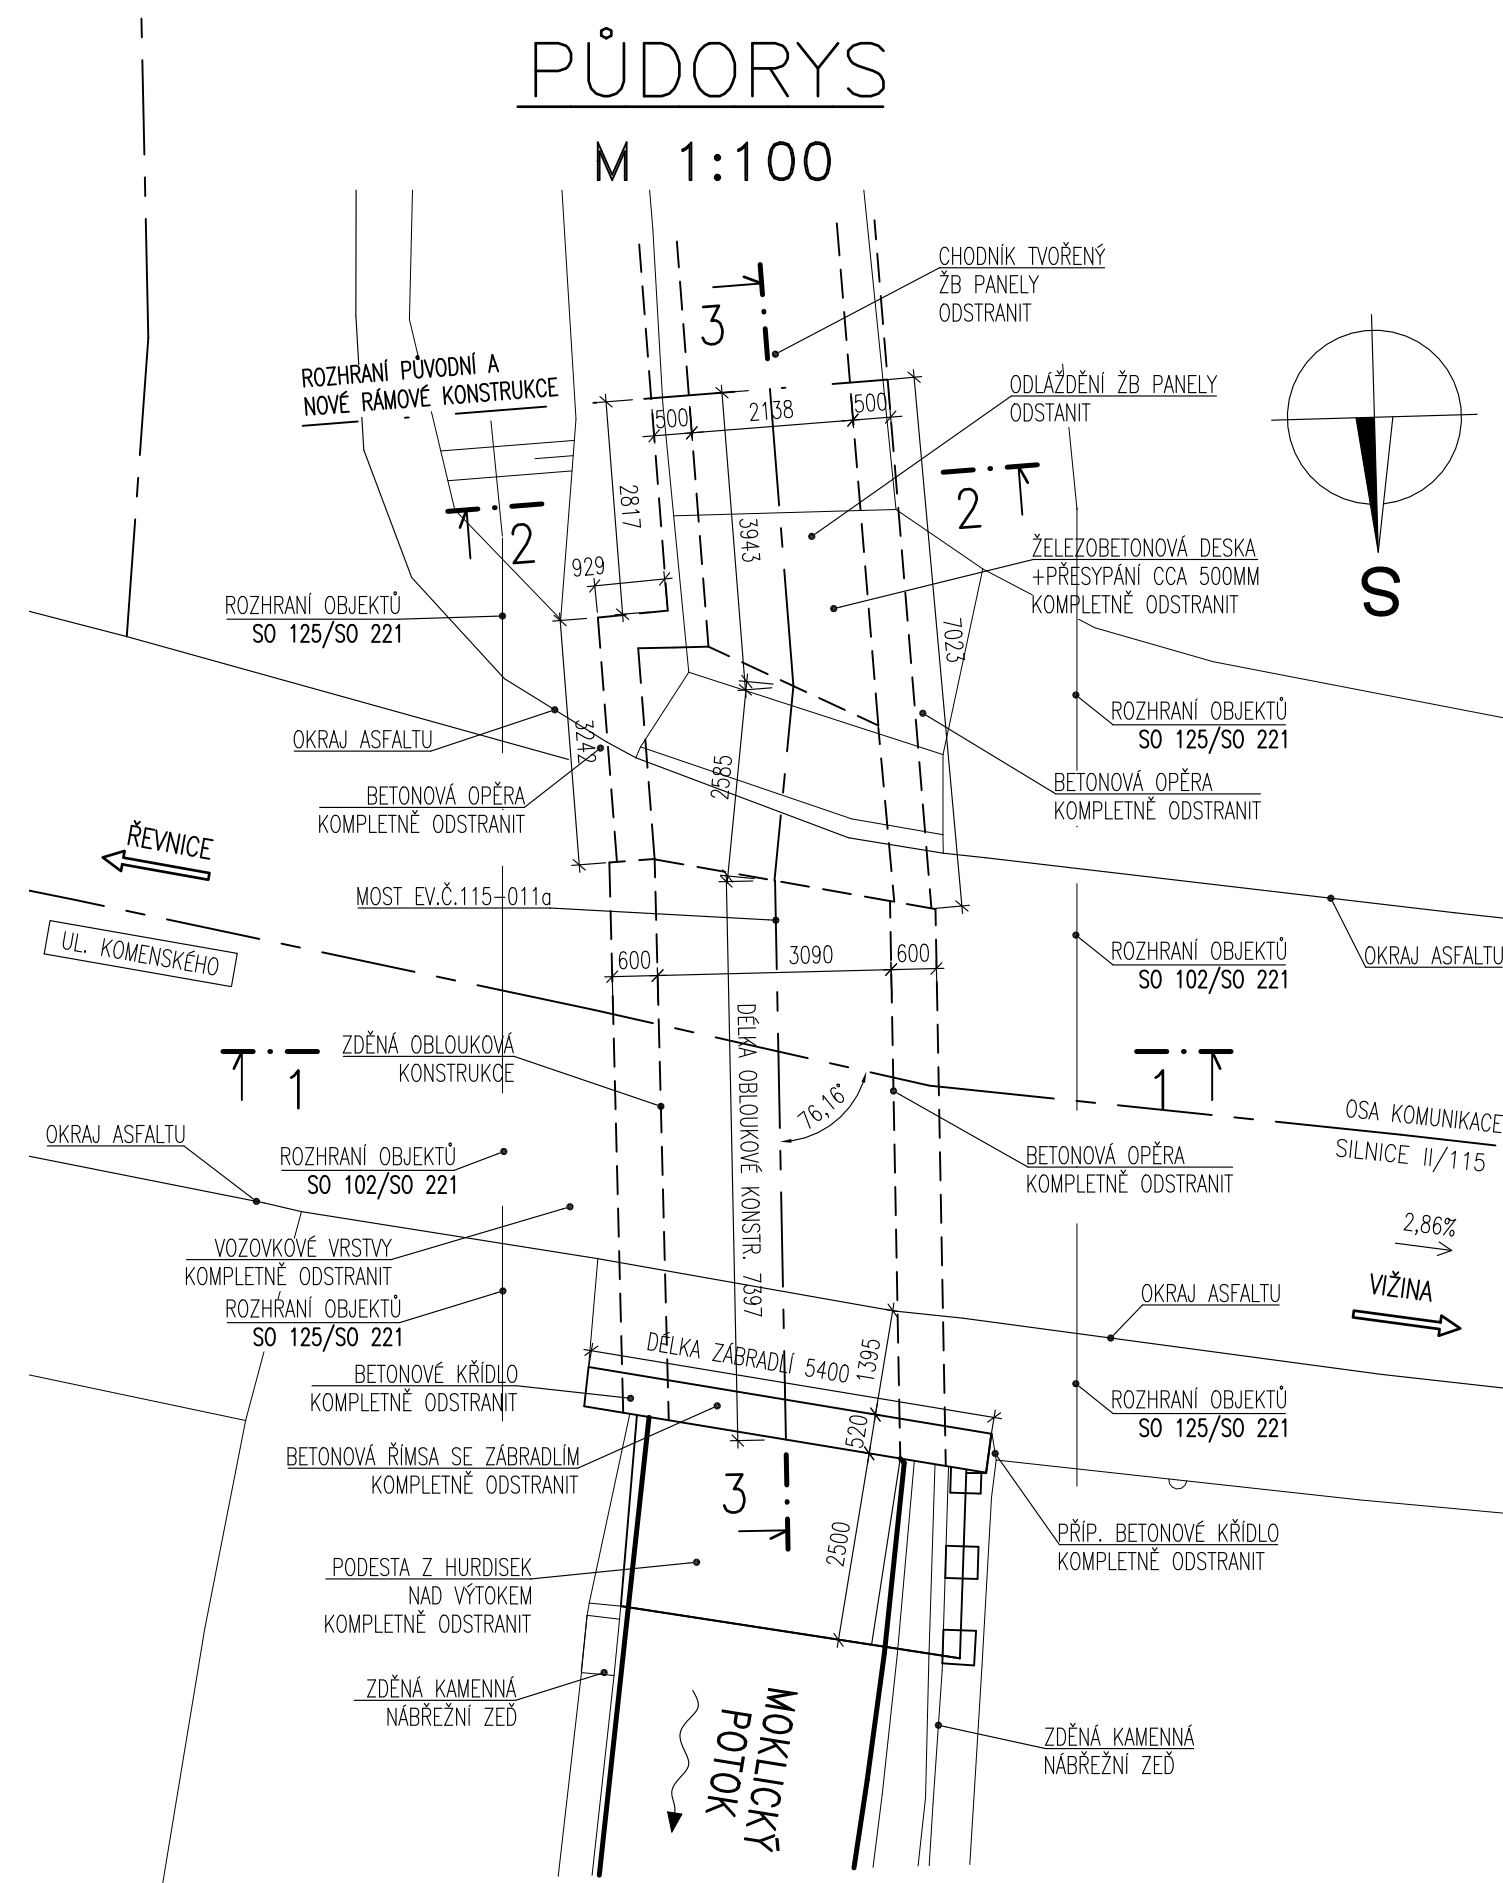 PŮDORYS
M 1:100
CHODNÍK TVOŘENÝ
ŽB PANELY
ODSTRANIT
3
ROZHRANÍ PŮVODNÍ A
NOVÉ RÁMOVÉ KONSTRUKCE
ODLÁŽDĚNÍ ŽB PANELY
ODSTANIT
500
2138
500
2817
2
2
3943
929
ŽELEZOBETONOVÁ DESKA
+PŘESYPÁNÍ CCA 500MM
KOMPLETNĚ ODSTRANIT
S
ROZHRANÍ OBJEKTŮ
SO 125/SO 221
7023
ROZHRANÍ OBJEKTŮ
SO 125/SO 221
OKRAJ ASFALTU
3242
2585
BETONOVÁ OPĚRA
KOMPLETNĚ ODSTRANIT
BETONOVÁ OPĚRA
KOMPLETNĚ ODSTRANIT
ŘEVNICE
MOST EV.Č.115-011a
UL. KOMENSKÉHO
600
3090
600
ROZHRANÍ OBJEKTŮ
SO 102/SO 221
OKRAJ ASFALTU
DÉLKA OBLOUKOVÉ KONSTR. 7397
ZDĚNÁ OBLOUKOVÁ
KONSTRUKCE
1
1
76,16°
OSA KOMUNIKACE
SILNICE II/115
OKRAJ ASFALTU
ROZHRANÍ OBJEKTŮ
SO 102/SO 221
BETONOVÁ OPĚRA
KOMPLETNĚ ODSTRANIT
2,86%
VOZOVKOVÉ VRSTVY
KOMPLETNĚ ODSTRANIT
VIŽINA
OKRAJ ASFALTU
ROZHRANÍ OBJEKTŮ
SO 125/SO 221
DÉLKA ZÁBRADLÍ 5400
1395
BETONOVÉ KŘÍDLO
KOMPLETNĚ ODSTRANIT
ROZHRANÍ OBJEKTŮ
SO 125/SO 221
520
BETONOVÁ ŘÍMSA SE ZÁBRADLÍM
KOMPLETNĚ ODSTRANIT
3
2500
PŘÍP. BETONOVÉ KŘÍDLO
KOMPLETNĚ ODSTRANIT
PODESTA Z HURDISEK
NAD VÝTOKEM
KOMPLETNĚ ODSTRANIT
ZDĚNÁ KAMENNÁ
NÁBŘEŽNÍ ZEĎ
MOKLICKÝ
POTOK
ZDĚNÁ KAMENNÁ
NÁBŘEŽNÍ ZEĎ